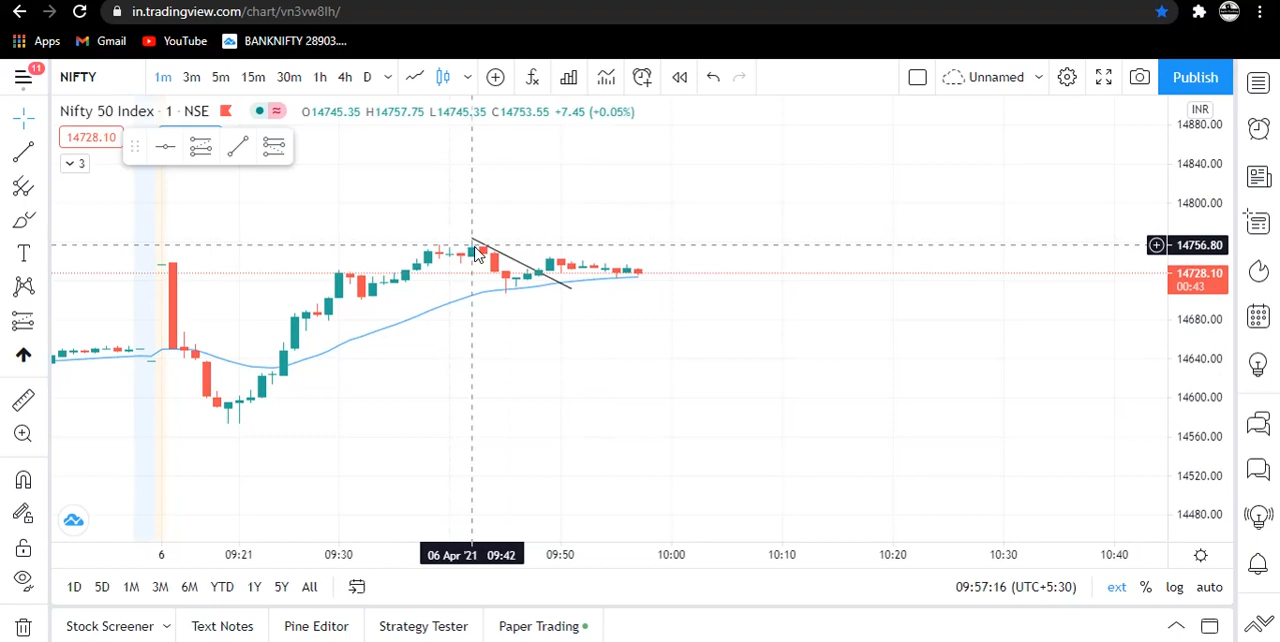 in.tradingview.com/chart/vn3vw8lh/
Apps Gmail YouTube BANKNIFTY 28903....
11
NIFTY 1m 3m 5m 15m 30m 1h 4h D Unnamed Publish
Nifty 50 Index · 1 · NSE O14745.35 H14757.75 L14745.35 C14753.55 +7.45 (+0.05%)
INR
14728.10
3
14880.00
14840.00
14800.00
14756.80
14728.10
00:43
14680.00
14640.00
14600.00
14560.00
14520.00
14480.00
6 09:21 09:30 06 Apr '21 09:42 09:50 10:00 10:10 10:20 10:30 10:40
1D 5D 1M 3M 6M YTD 1Y 5Y All 09:57:16 (UTC+5:30) ext % log auto
Stock Screener Text Notes Pine Editor Strategy Tester Paper Trading